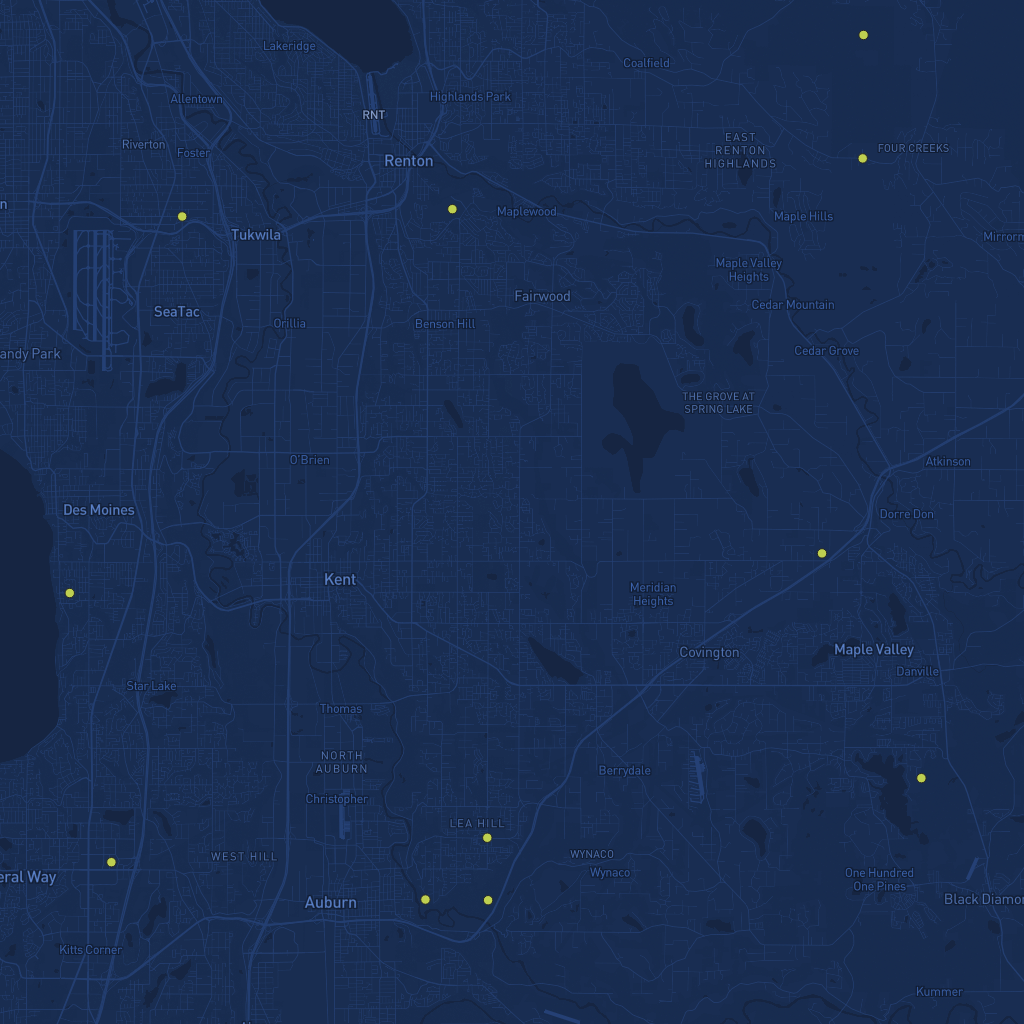 Lakeridge
Coalfield
Highlands Park
Allentown
RNT
Riverton
Foster
Renton
EAST
RENTON
HIGHLANDS
FOUR CREEKS
Maplewood
Maple Hills
Tukwila
Maple Valley
Heights
Fairwood
Cedar Mountain
SeaTac
Orillia
Benson Hill
andy Park
Cedar Grove
THE GROVE AT
SPRING LAKE
O'Brien
Atkinson
Des Moines
Dorre Don
Kent
Meridian
Heights
Covington
Maple Valley
Danville
Star Lake
Thomas
NORTH
AUBURN
Berrydale
Christopher
LEA HILL
WEST HILL
WYNACO
Wynaco
eral Way
One Hundred
One Pines
Auburn
Black Diamo
Kitts Corner
Kummer